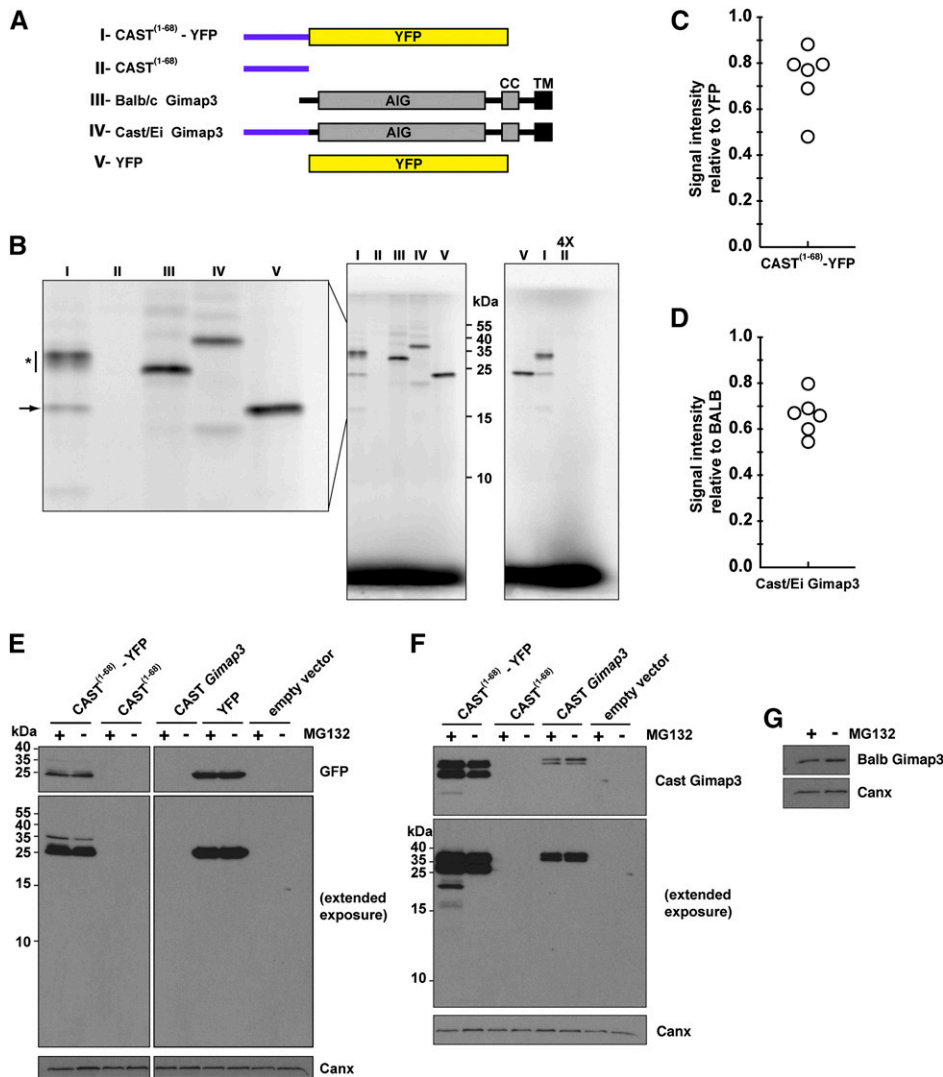 A
I- CAST(1-68) - YFP
YFP
II- CAST(1-68)
CC TM
III- Balb/c Gimap3
AIG
IV- Cast/Ei Gimap3
AIG
V- YFP
YFP
B
I II III IV V
*
I II III IV V
kDa
55
40
35
25
15
10
4X
V I II
C
Signal intensity
relative to YFP
1.0
0.8
0.6
0.4
0.2
0.0
CAST(1-68)-YFP
D
Signal intensity
relative to BALB
1.0
0.8
0.6
0.4
0.2
0.0
Cast/Ei Gimap3
E
CAST(1-68) - YFP
CAST(1-68)
CAST Gimap3
YFP
empty vector
kDa
+ - + - + - + - + - MG132
40
35
25
GFP
55
40
35
25
15
10
(extended
exposure)
Canx
F
CAST(1-68) - YFP
CAST(1-68)
CAST Gimap3
empty vector
+ - + - + - + - MG132
Cast Gimap3
kDa
40
35
25
15
10
(extended
exposure)
Canx
G
+ - MG132
Balb Gimap3
Canx